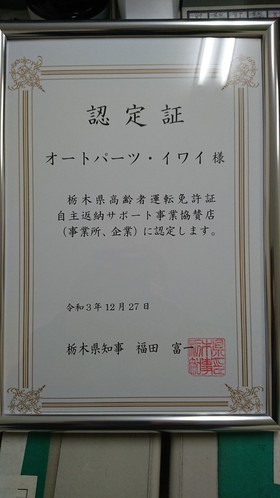 認定証
オートパーツ・イワイ 様
栃木県高齢者運転免許証
自主返納サポート事業協賛店
（事業所、企業）に認定します。
令和3年12月27日
栃木県知事 福田 富一